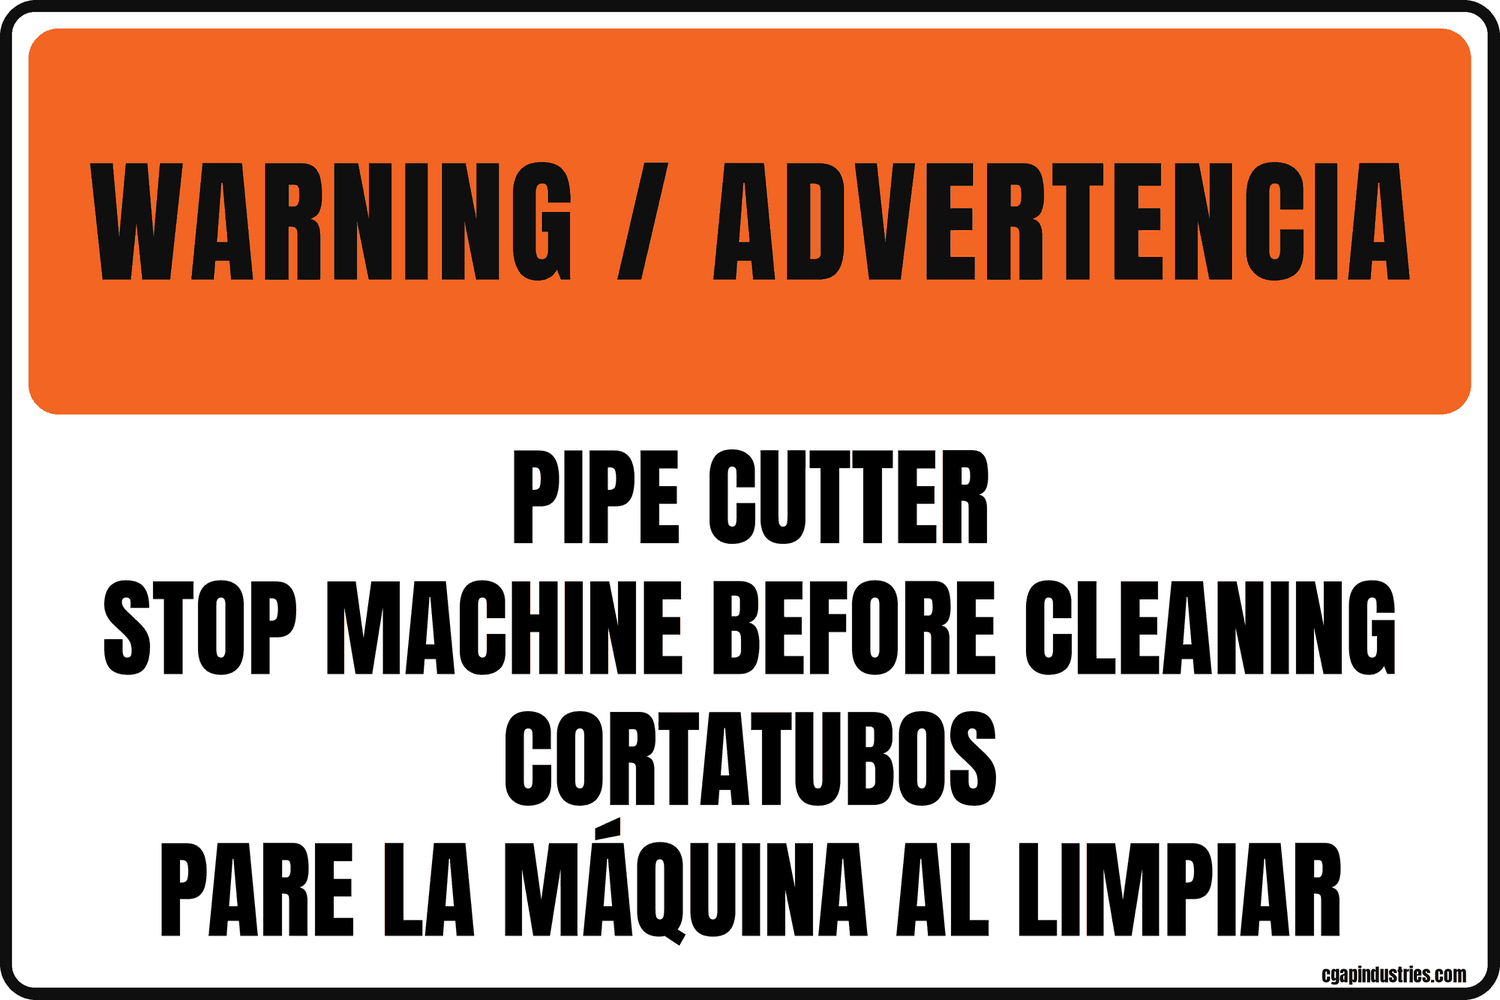 WARNING / ADVERTENCIA
PIPE CUTTER
STOP MACHINE BEFORE CLEANING
CORTATUBOS
PARE LA MÁQUINA AL LIMPIAR
cgapindustries.com